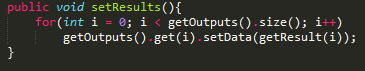 public void setResults(){
    for(int i = 0; i < getOutputs().size(); i++)
        getOutputs().get(i).setData(getResult(i));
}